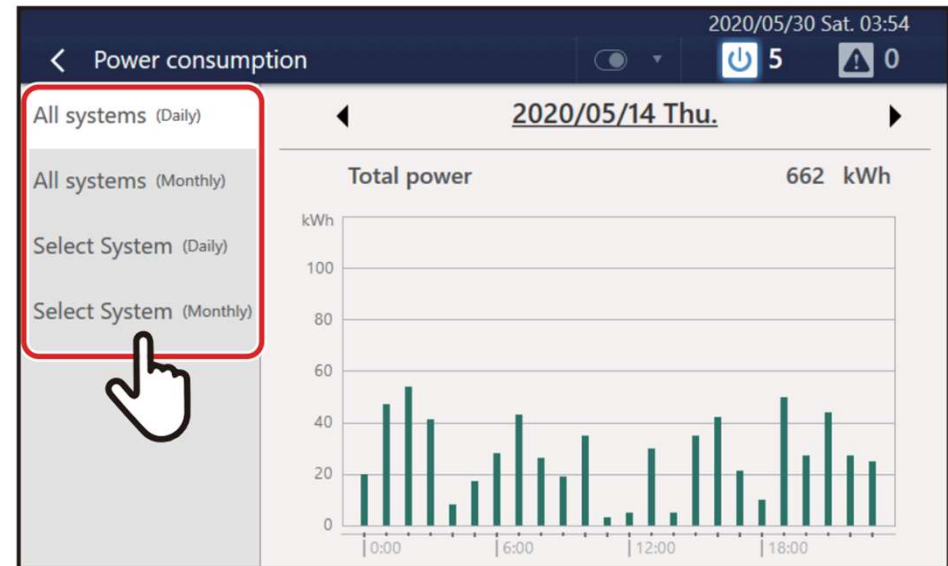 2020/05/30 Sat. 03:54
Power consumption
5
0
All systems (Daily)
All systems (Monthly)
Select System (Daily)
Select System (Monthly)
2020/05/14 Thu.
Total power 662 kWh
kWh
100
80
60
40
20
0
0:00 6:00 12:00 18:00